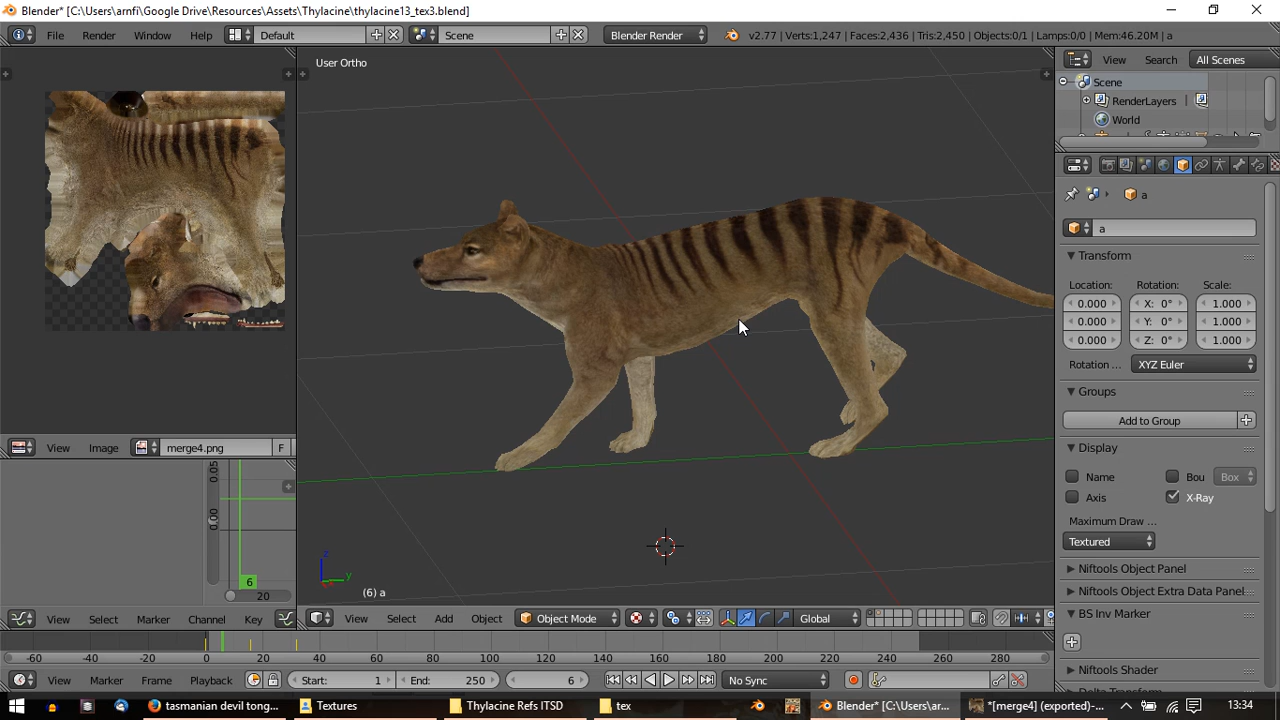 Blender* [C:\Users\arnfi\Google Drive\Resources\Assets\Thylacine\thylacine13_tex3.blend]
File Render Window Help Default Scene Blender Render v2.77 | Verts:1,247 | Faces:2,436 | Tris:2,450 | Objects:0/1 | Lamps:0/0 | Mem:46.20M | a
User Ortho
View Search All Scenes
Scene
RenderLayers
World
a
a
Transform
Location: Rotation: Scale:
0.000 X: 0° 1.000
0.000 Y: 0° 1.000
0.000 Z: 0° 1.000
Rotation ... XYZ Euler
Groups
Add to Group
Display
Name Bou Box
Axis X-Ray
Maximum Draw ...
Textured
Niftools Object Panel
Niftools Object Extra Data Panel
BS Inv Marker
Niftools Shader
View Image merge4.png F
0.05
0.00
6
20
z
Y
(6) a
View Select Marker Channel Key
View Select Add Object Object Mode Global
-60 -40 -20 0 20 40 60 80 100 120 140 160 180 200 220 240 260 280
View Marker Frame Playback Start: 1 End: 250 6 No Sync
tasmanian devil tong... Textures Thylacine Refs ITSD tex Blender* [C:\Users\ar... *[merge4] (exported)-... 13:34